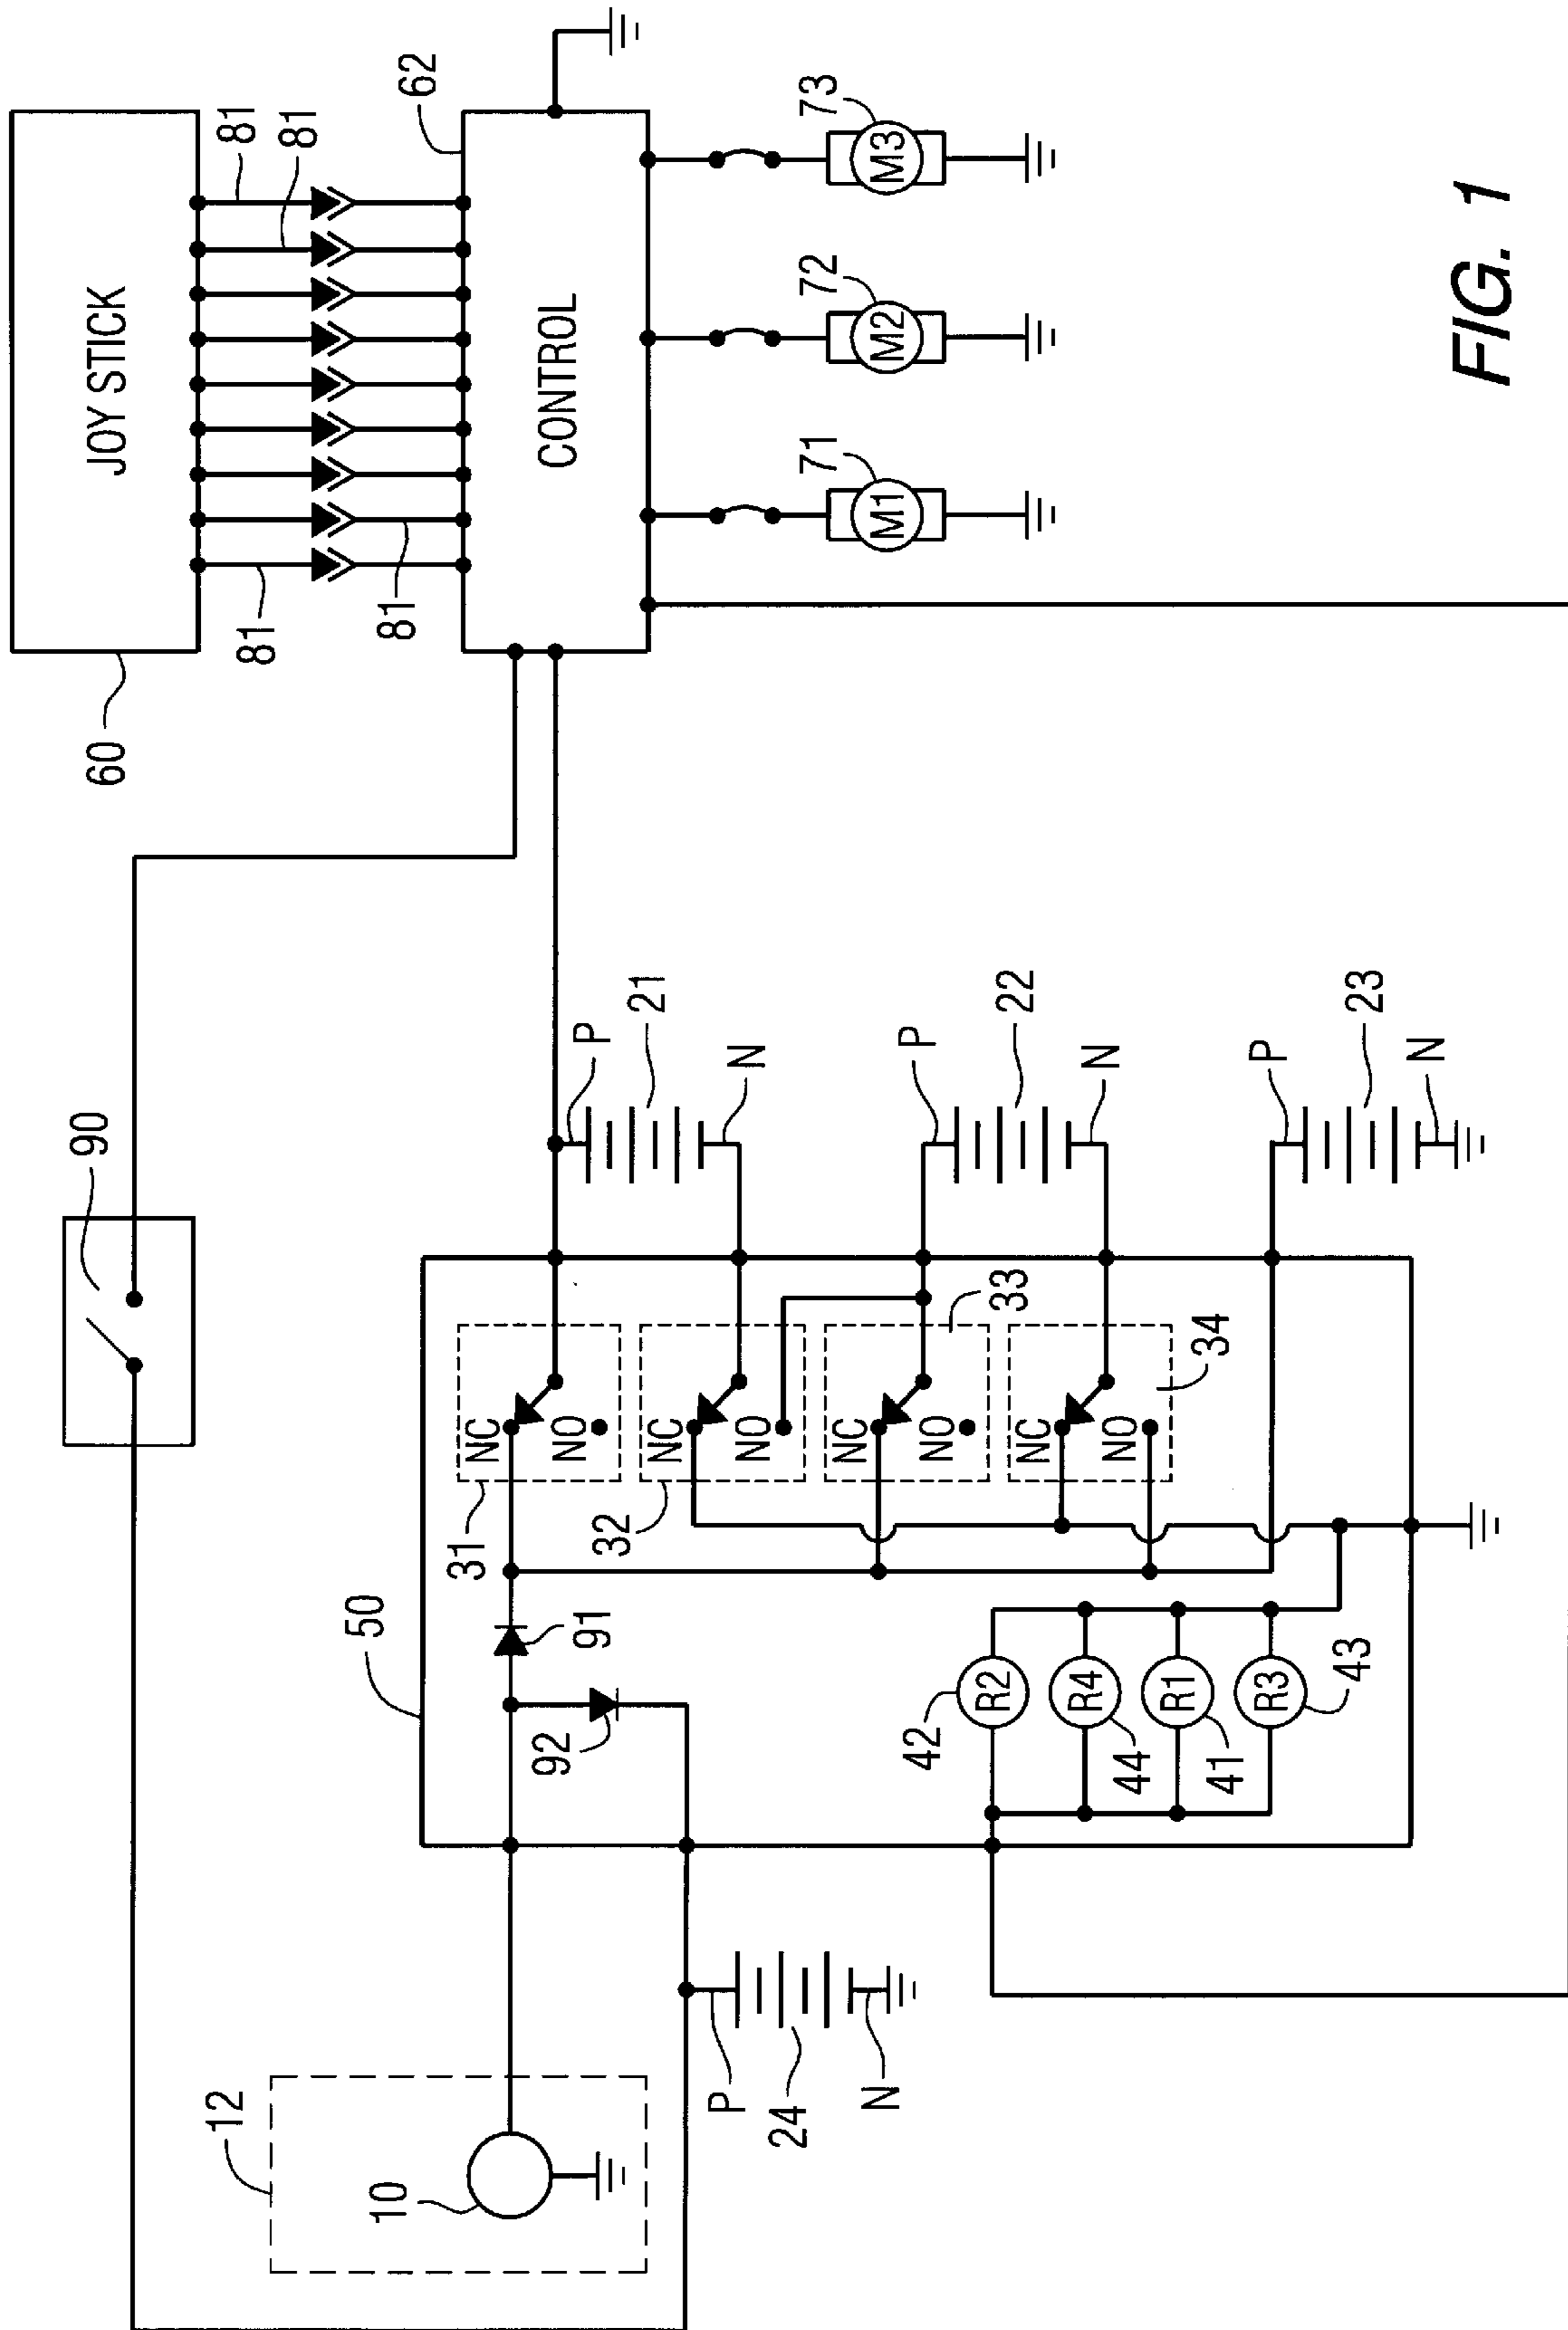 JOY STICK
60
81
81
81
81
62
CONTROL
90
M1
71
M2
72
M3
73
50
31
NC
NO
32
NC
NO
33
NC
NO
34
NC
NO
P
21
N
P
22
N
P
23
N
91
92
12
10
P
24
N
42
R2
44
R4
41
R1
43
R3
FIG. 1